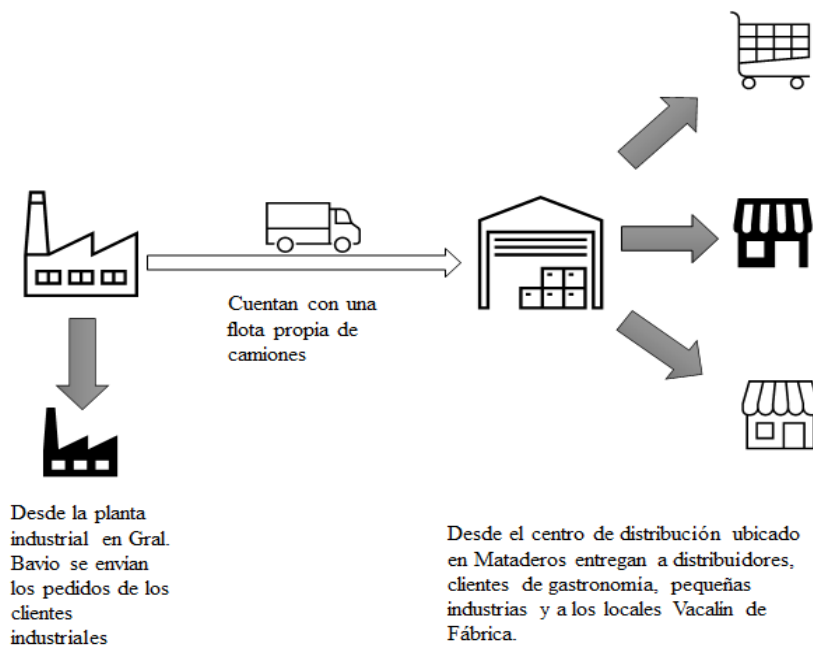 Cuentan con una
flota propia de
camiones
Desde la planta
industrial en Gral.
Bavio se envian
los pedidos de los
clientes
industriales
Desde el centro de distribución ubicado
en Mataderos entregan a distribuidores,
clientes de gastronomía, pequeñas
industrias y a los locales Vacalín de
Fábrica.